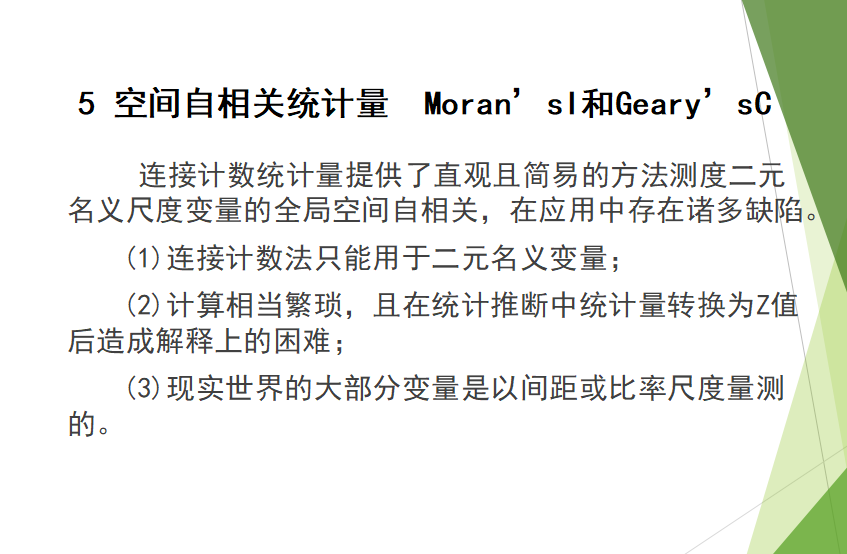 5 空间自相关统计量 Moran’sI和Geary’sC
连接计数统计量提供了直观且简易的方法测度二元
名义尺度变量的全局空间自相关，在应用中存在诸多缺陷。
(1)连接计数法只能用于二元名义变量；
(2)计算相当繁琐，且在统计推断中统计量转换为Z值
后造成解释上的困难；
(3)现实世界的大部分变量是以间距或比率尺度量测
的。